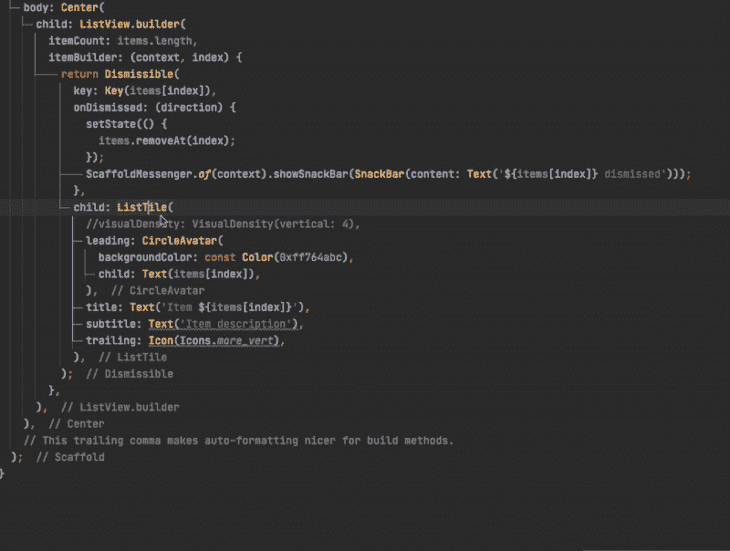 body: Center(
child: ListView.builder(
itemCount: items.length,
itemBuilder: (context, index) {
return Dismissible(
key: Key(items[index]),
onDismissed: (direction) {
setState(() {
items.removeAt(index);
});
ScaffoldMessenger.of(context).showSnackBar(SnackBar(content: Text('${items[index]} dismissed')));
},
child: ListTile(
//visualDensity: VisualDensity(vertical: 4),
leading: CircleAvatar(
backgroundColor: const Color(0xff764abc),
child: Text(items[index]),
), // CircleAvatar
title: Text('Item ${items[index]}'),
subtitle: Text('Item description'),
trailing: Icon(Icons.more_vert),
), // ListTile
); // Dismissible
},
), // ListView.builder
), // Center
// This trailing comma makes auto-formatting nicer for build methods.
); // Scaffold
}